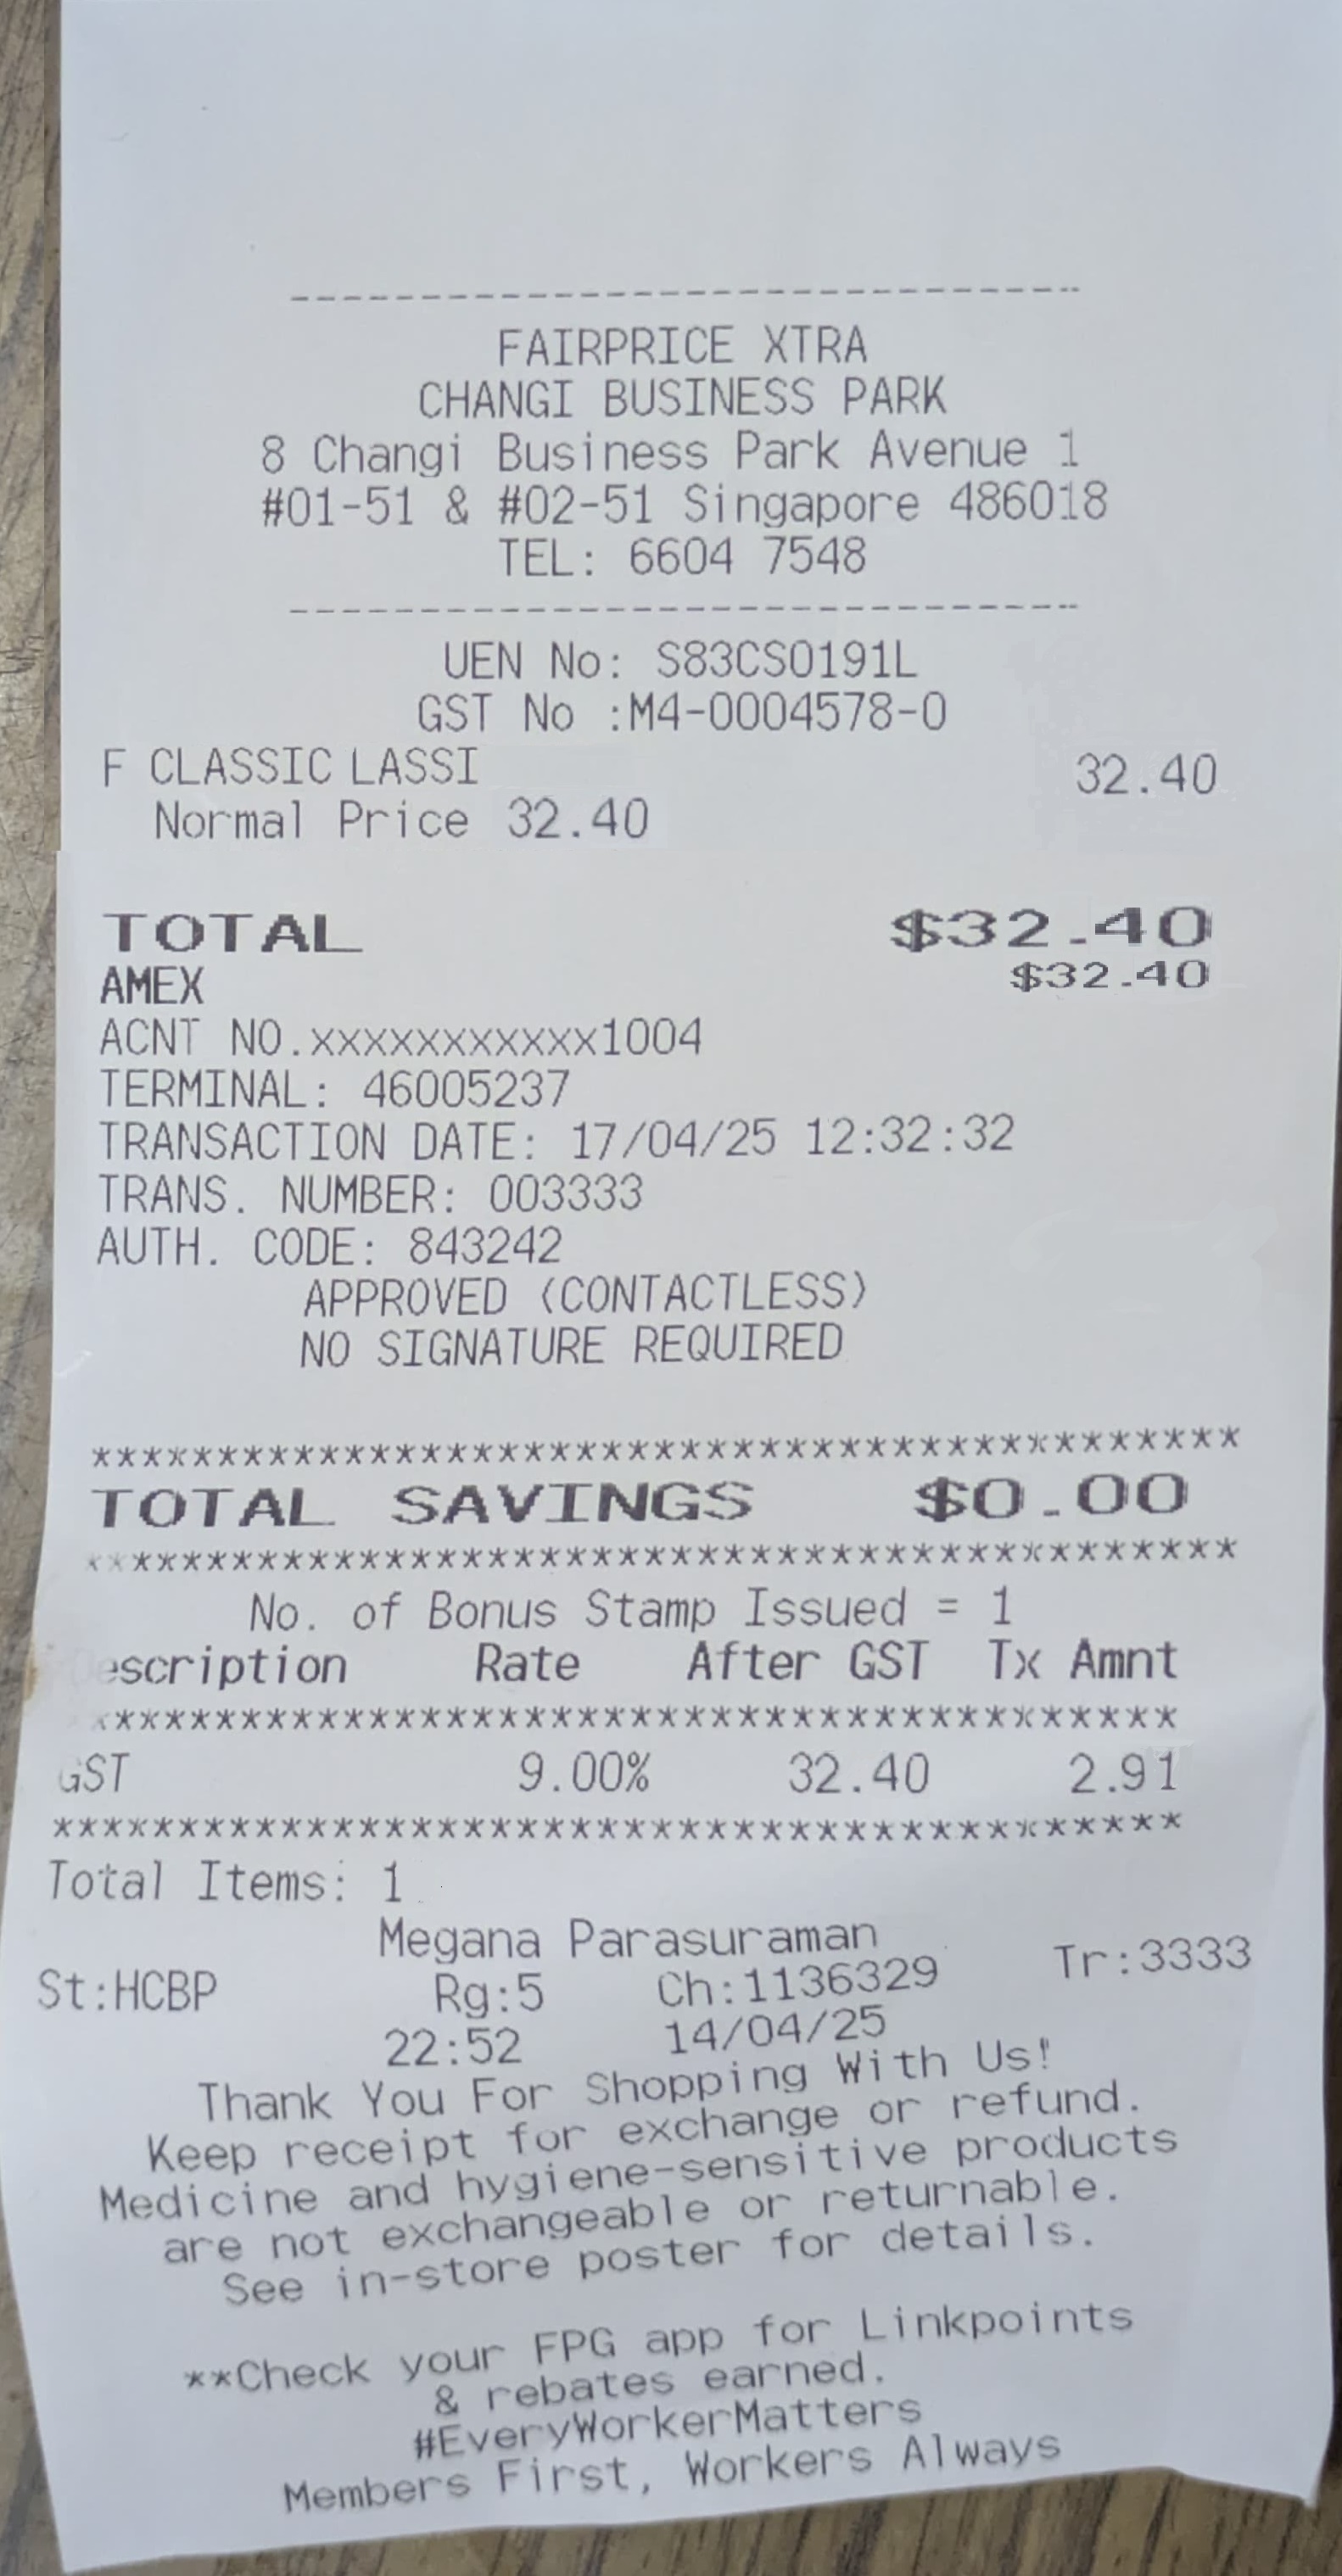 FAIRPRICE XTRA
CHANGI BUSINESS PARK
8 Changi Business Park Avenue 1
#01-51 & #02-51 Singapore 486018
TEL: 6604 7548
UEN No: S83CS0191L
GST No :M4-0004578-0
F CLASSIC LASSI 32.40
Normal Price 32.40
TOTAL $32.40
AMEX $32.40
ACNT NO.xxxxxxxxxxx1004
TERMINAL: 46005237
TRANSACTION DATE: 17/04/25 12:32:32
TRANS. NUMBER: 003333
AUTH. CODE: 843242
APPROVED (CONTACTLESS)
NO SIGNATURE REQUIRED
********************************************
TOTAL SAVINGS $0.00
********************************************
No. of Bonus Stamp Issued = 1
Description Rate After GST Tx Amnt
******************************************
GST 9.00% 32.40 2.91
********************************************
Total Items: 1
Megana Parasuraman
St:HCBP Rg:5 Ch:1136329 Tr:3333
22:52 14/04/25
Thank You For Shopping With Us!
Keep receipt for exchange or refund.
Medicine and hygiene-sensitive products
are not exchangeable or returnable.
See in-store poster for details.
**Check your FPG app for Linkpoints
& rebates earned.
#EveryWorkerMatters
Members First, Workers Always